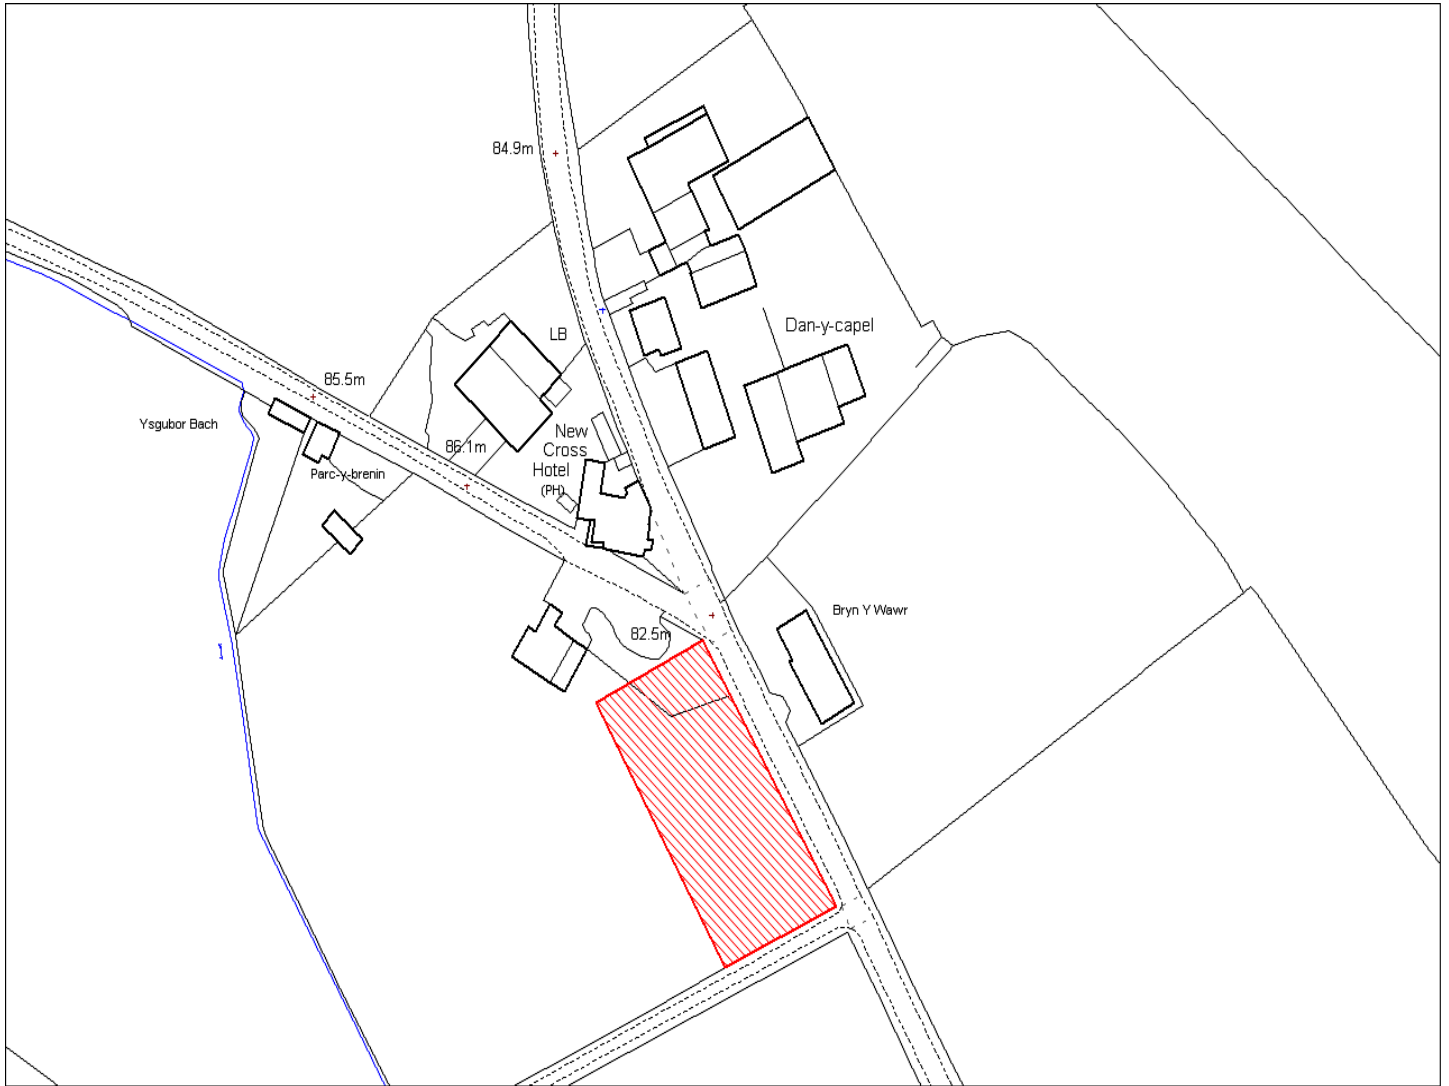 84.9m
LB
Dan-y-capel
85.5m
Ysgubor Bach
86.1m
New
Cross
Hotel
(PH)
Parc-y-brenin
Bryn Y Wawr
82.5m